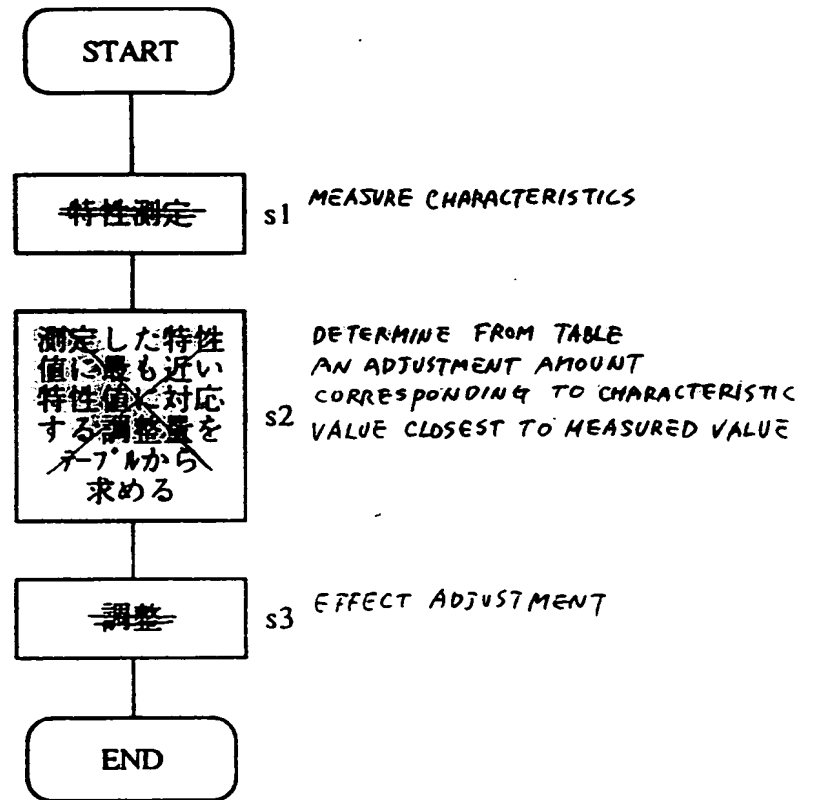 START
特性測定
s1 MEASURE CHARACTERISTICS
測定した特性
値に最も近い
特性値に対応
する調整量を
テーブルから
求める
s2
DETERMINE FROM TABLE
AN ADJUSTMENT AMOUNT
CORRESPONDING TO CHARACTERISTIC
VALUE CLOSEST TO MEASURED VALUE
調整
s3 EFFECT ADJUSTMENT
END